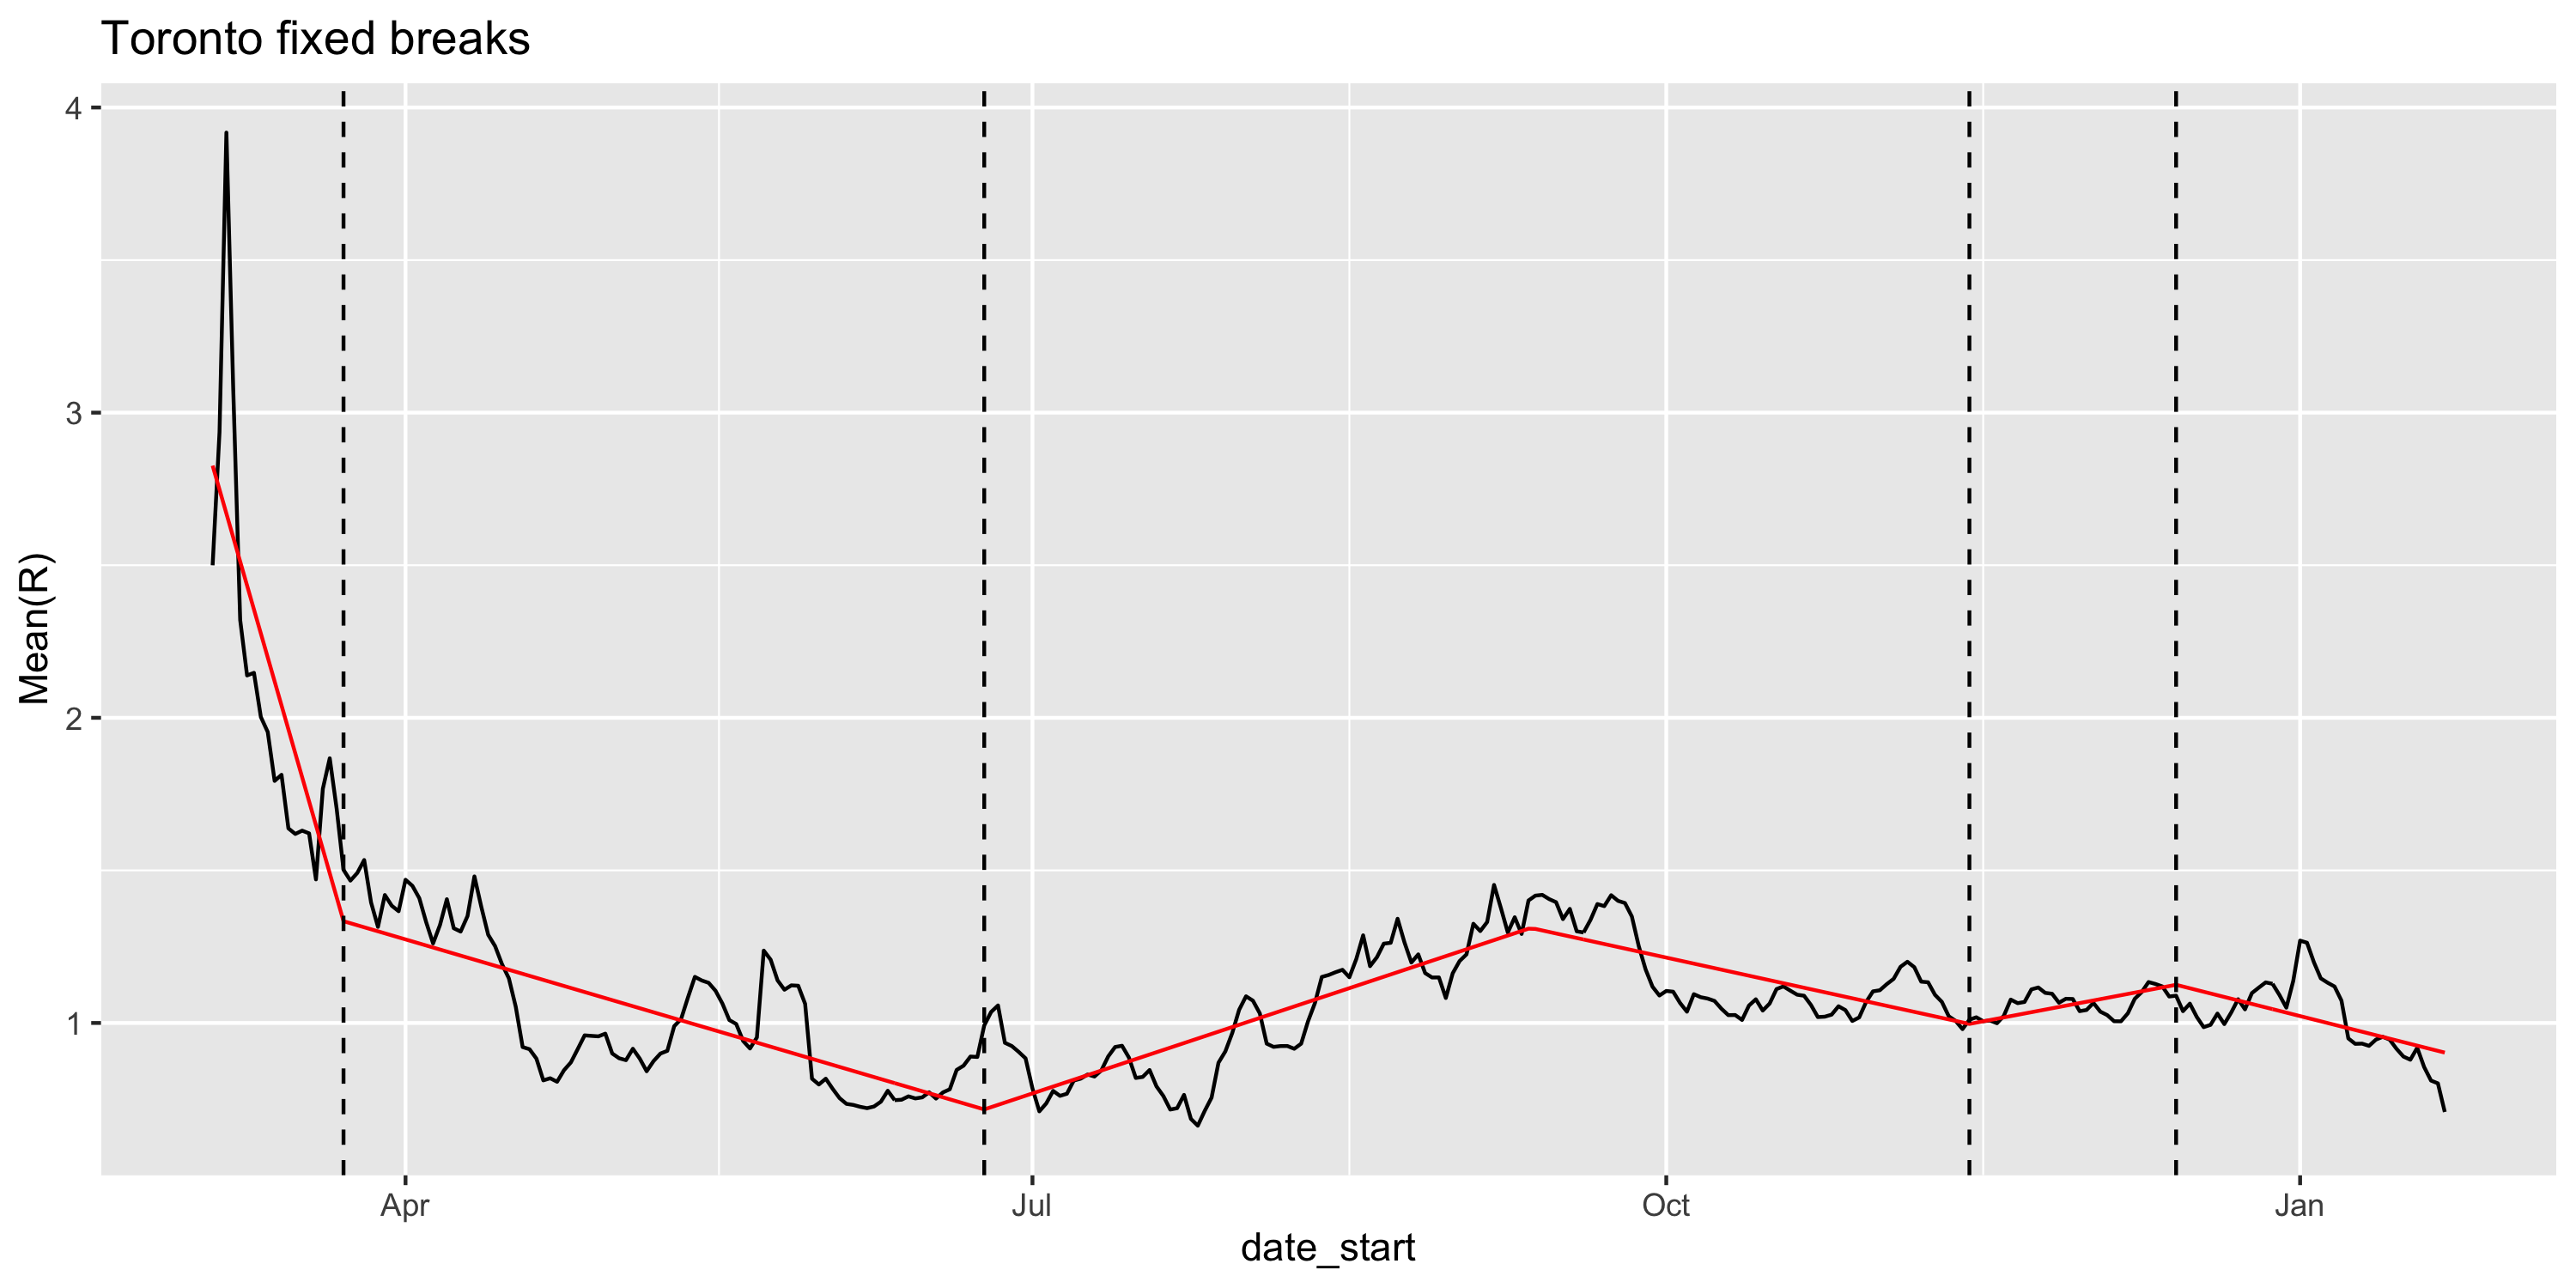 Toronto fixed breaks
Mean(R)
4
3
2
1
Apr
Jul
Oct
Jan
date_start